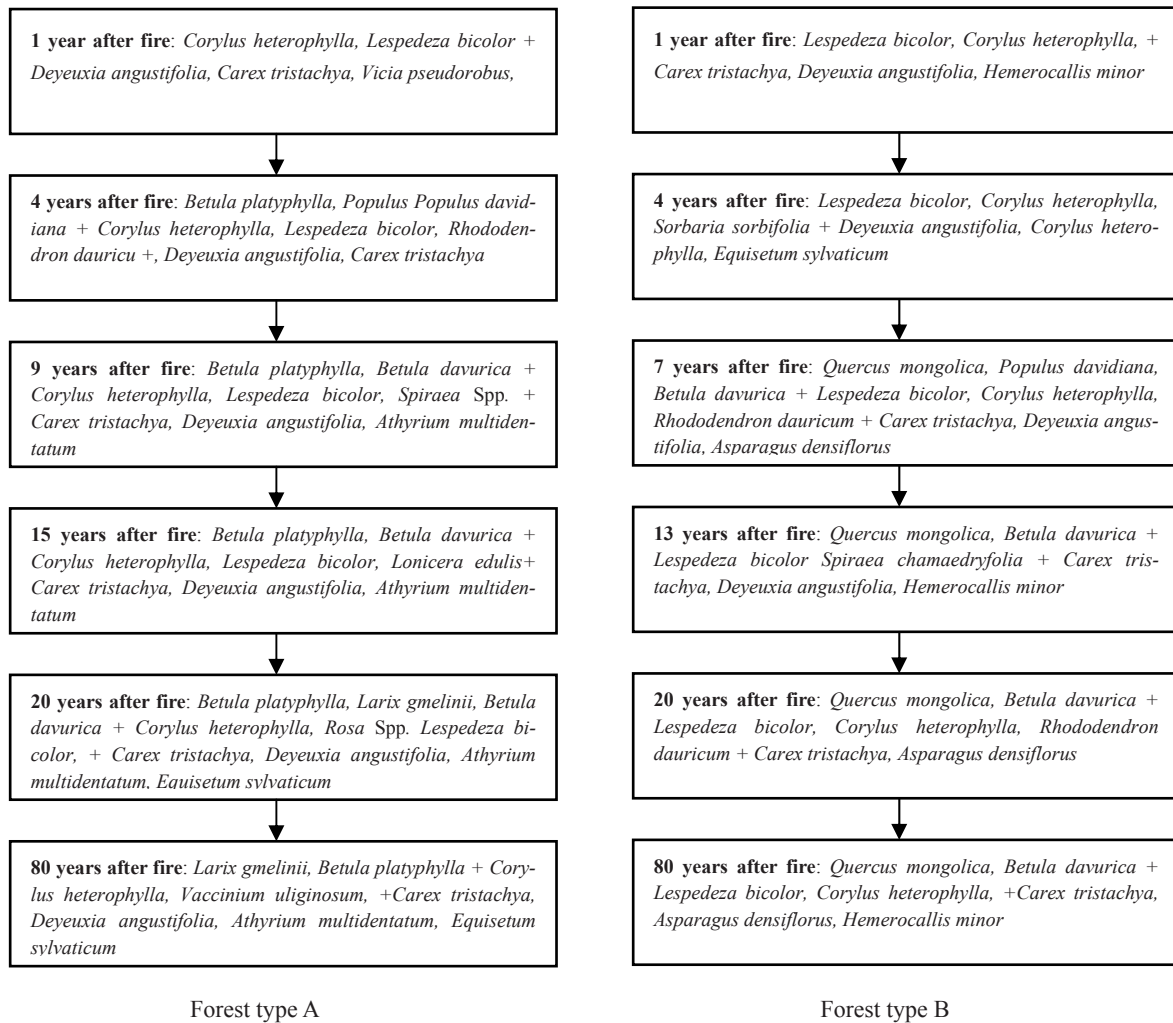 1 year after fire: Corylus heterophylla, Lespedeza bicolor +
Deyeuxia angustifolia, Carex tristachya, Vicia pseudorobus,
4 years after fire: Betula platyphylla, Populus Populus david-
iana + Corylus heterophylla, Lespedeza bicolor, Rhododen-
dron dauricu +, Deyeuxia angustifolia, Carex tristachya
9 years after fire: Betula platyphylla, Betula davurica +
Corylus heterophylla, Lespedeza bicolor, Spiraea Spp. +
Carex tristachya, Deyeuxia angustifolia, Athyrium multiden-
tatum
15 years after fire: Betula platyphylla, Betula davurica +
Corylus heterophylla, Lespedeza bicolor, Lonicera edulis+
Carex tristachya, Deyeuxia angustifolia, Athyrium multiden-
tatum
20 years after fire: Betula platyphylla, Larix gmelinii, Betula
davurica + Corylus heterophylla, Rosa Spp. Lespedeza bi-
color, + Carex tristachya, Deyeuxia angustifolia, Athyrium
multidentatum, Equisetum sylvaticum
80 years after fire: Larix gmelinii, Betula platyphylla + Cory-
lus heterophylla, Vaccinium uliginosum, +Carex tristachya,
Deyeuxia angustifolia, Athyrium multidentatum, Equisetum
sylvaticum
Forest type A
1 year after fire: Lespedeza bicolor, Corylus heterophylla, +
Carex tristachya, Deyeuxia angustifolia, Hemerocallis minor
4 years after fire: Lespedeza bicolor, Corylus heterophylla,
Sorbaria sorbifolia + Deyeuxia angustifolia, Corylus hetero-
phylla, Equisetum sylvaticum
7 years after fire: Quercus mongolica, Populus davidiana,
Betula davurica + Lespedeza bicolor, Corylus heterophylla,
Rhododendron dauricum + Carex tristachya, Deyeuxia angus-
tifolia, Asparagus densiflorus
13 years after fire: Quercus mongolica, Betula davurica +
Lespedeza bicolor Spiraea chamaedryfolia + Carex tris-
tachya, Deyeuxia angustifolia, Hemerocallis minor
20 years after fire: Quercus mongolica, Betula davurica +
Lespedeza bicolor, Corylus heterophylla, Rhododendron
dauricum + Carex tristachya, Asparagus densiflorus
80 years after fire: Quercus mongolica, Betula davurica +
Lespedeza bicolor, Corylus heterophylla, +Carex tristachya,
Asparagus densiflorus, Hemerocallis minor
Forest type B